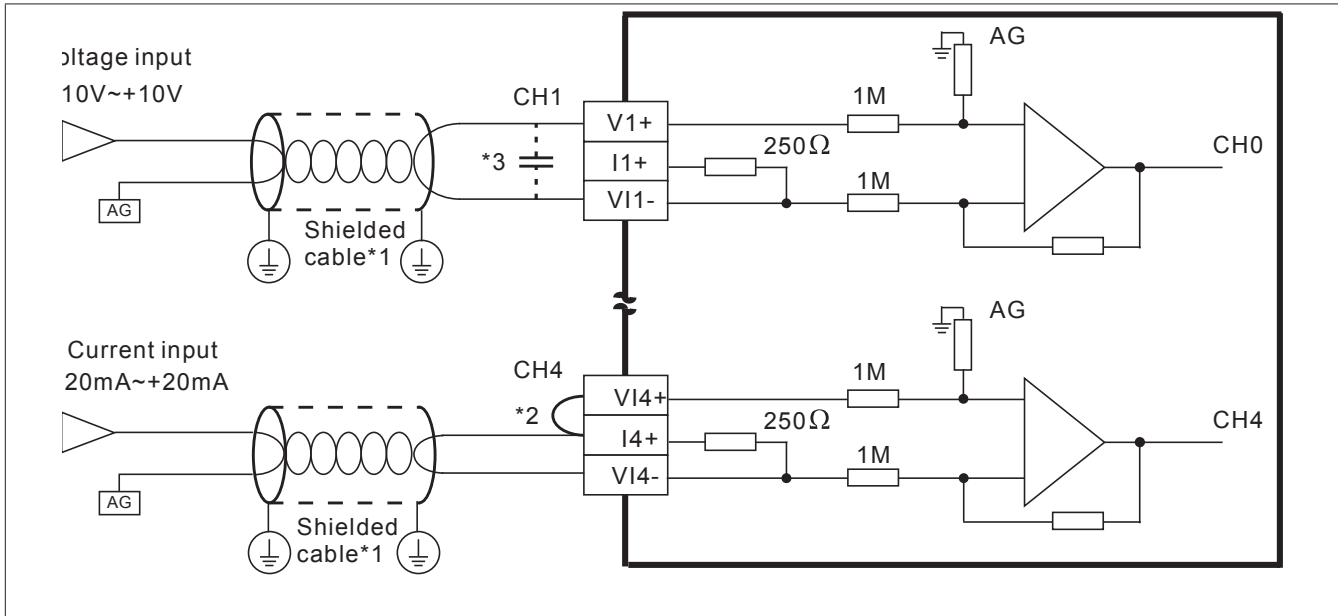 oltage input
10V~+10V
AG
Shielded
cable*1
*3
CH1
V1+
I1+
VI1-
250Ω
1M
1M
AG
CH0
Current input
20mA~+20mA
AG
Shielded
cable*1
*2
CH4
VI4+
I4+
VI4-
250Ω
1M
1M
AG
CH4